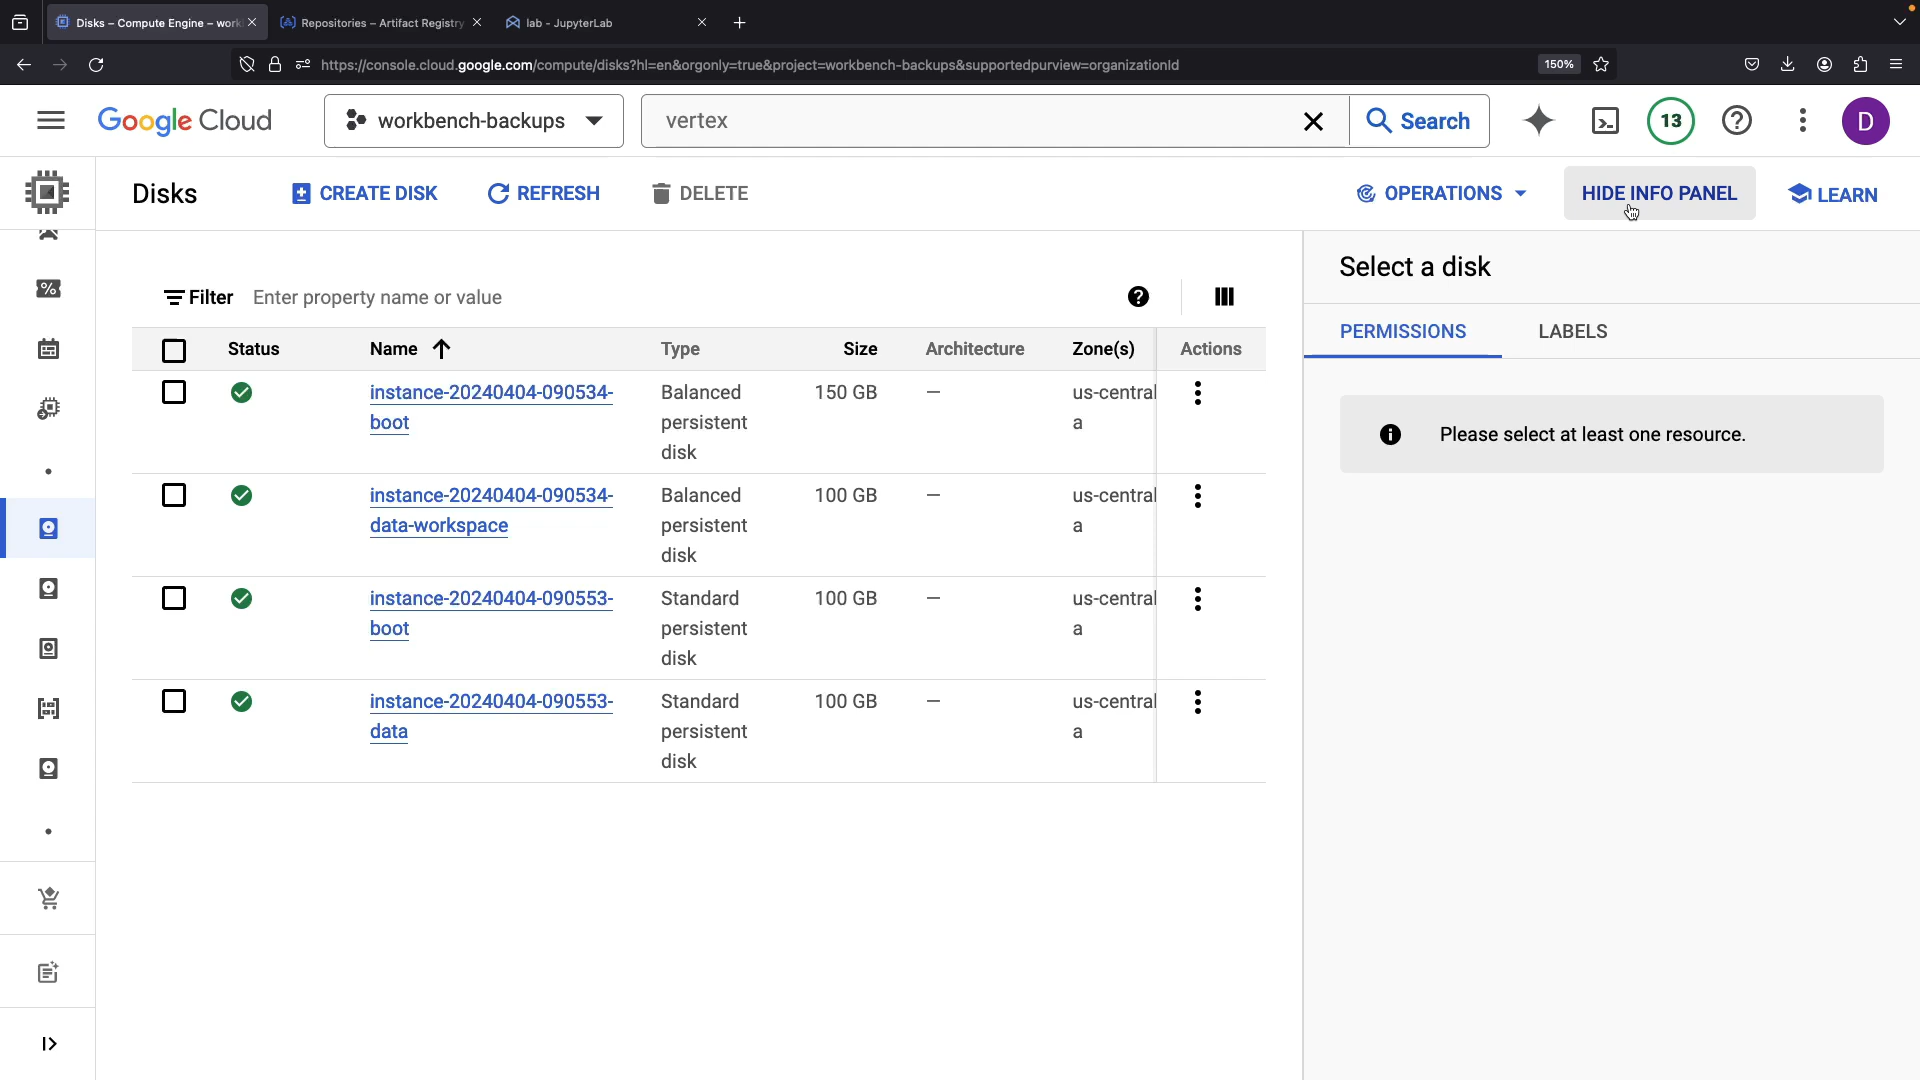 Disks – Compute Engine – work
Repositories – Artifact Registry
lab - JupyterLab
https://console.cloud.google.com/compute/disks?hl=en&orgonly=true&project=workbench-backups&supportedpurview=organizationId
150%
Google Cloud
workbench-backups
vertex
Search
13
D
Disks
CREATE DISK
REFRESH
DELETE
OPERATIONS
HIDE INFO PANEL
LEARN
Select a disk
PERMISSIONS
LABELS
Please select at least one resource.
Filter
Enter property name or value
Status
Name
Type
Size
Architecture
Zone(s)
Actions
instance-20240404-090534-
boot
Balanced
persistent
disk
150 GB
—
us-central
a
instance-20240404-090534-
data-workspace
Balanced
persistent
disk
100 GB
—
us-central
a
instance-20240404-090553-
boot
Standard
persistent
disk
100 GB
—
us-central
a
instance-20240404-090553-
data
Standard
persistent
disk
100 GB
—
us-central
a